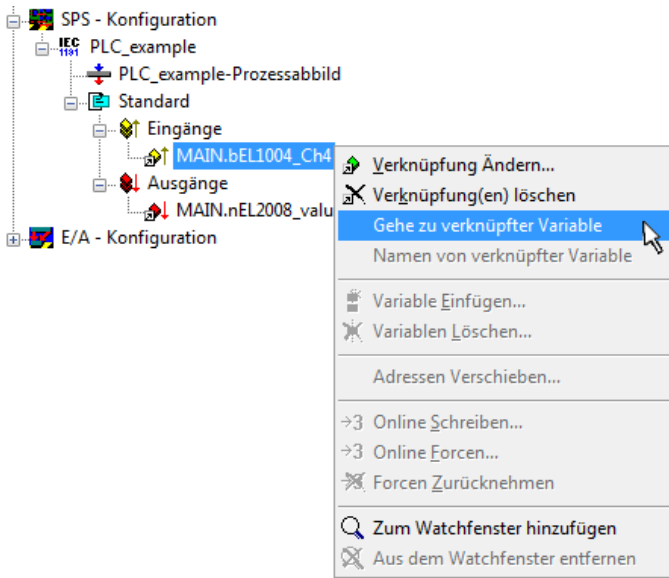 SPS - Konfiguration
IEC
1131
PLC_example
PLC_example-Prozessabbild
Standard
Eingänge
MAIN.bEL1004_Ch4
Ausgänge
MAIN.nEL2008_valu
E/A - Konfiguration
Verknüpfung Ändern...
Verknüpfung(en) löschen
Gehe zu verknüpfter Variable
Namen von verknüpfter Variable
Variable Einfügen...
Variablen Löschen...
Adressen Verschieben...
→3 Online Schreiben...
→3 Online Forcen...
Forcen Zurücknehmen
Zum Watchfenster hinzufügen
Aus dem Watchfenster entfernen